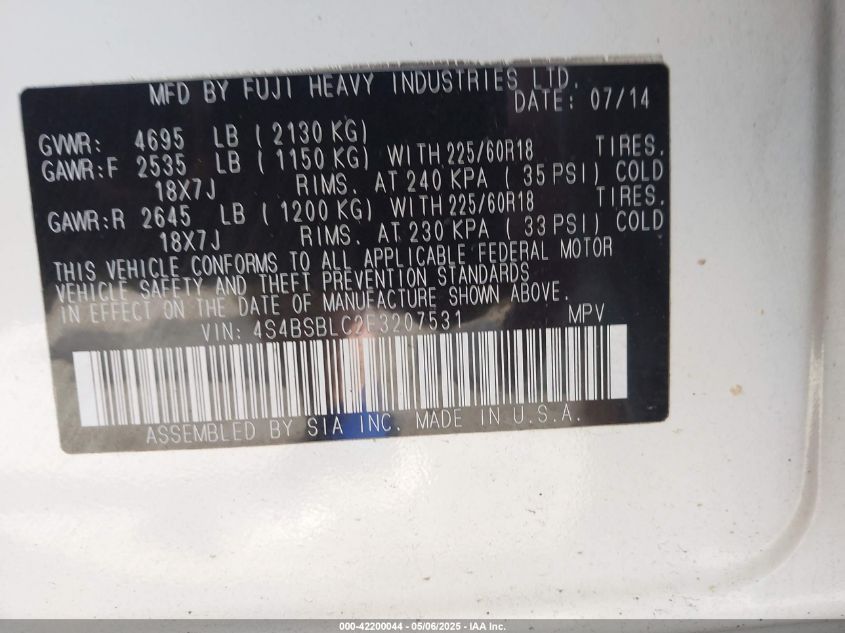 MFD BY FUJI HEAVY INDUSTRIES LTD.
DATE: 07/14
GVWR: 4695 LB ( 2130 KG)
GAWR:F 2535 LB ( 1150 KG) WITH 225/60R18 TIRES.
18X7J RIMS. AT 240 KPA ( 35 PSI) COLD
GAWR:R 2645 LB ( 1200 KG) WITH 225/60R18 TIRES.
18X7J RIMS. AT 230 KPA ( 33 PSI) COLD
THIS VEHICLE CONFORMS TO ALL APPLICABLE FEDERAL MOTOR
VEHICLE SAFETY AND THEFT PREVENTION STANDARDS
IN EFFECT ON THE DATE OF MANUFACTURE SHOWN ABOVE.
VIN: 4S4BSBLC2F3207531 MPV
ASSEMBLED BY SIA INC. MADE IN U.S.A.
000-42200044 - 05/06/2025 - IAA Inc.